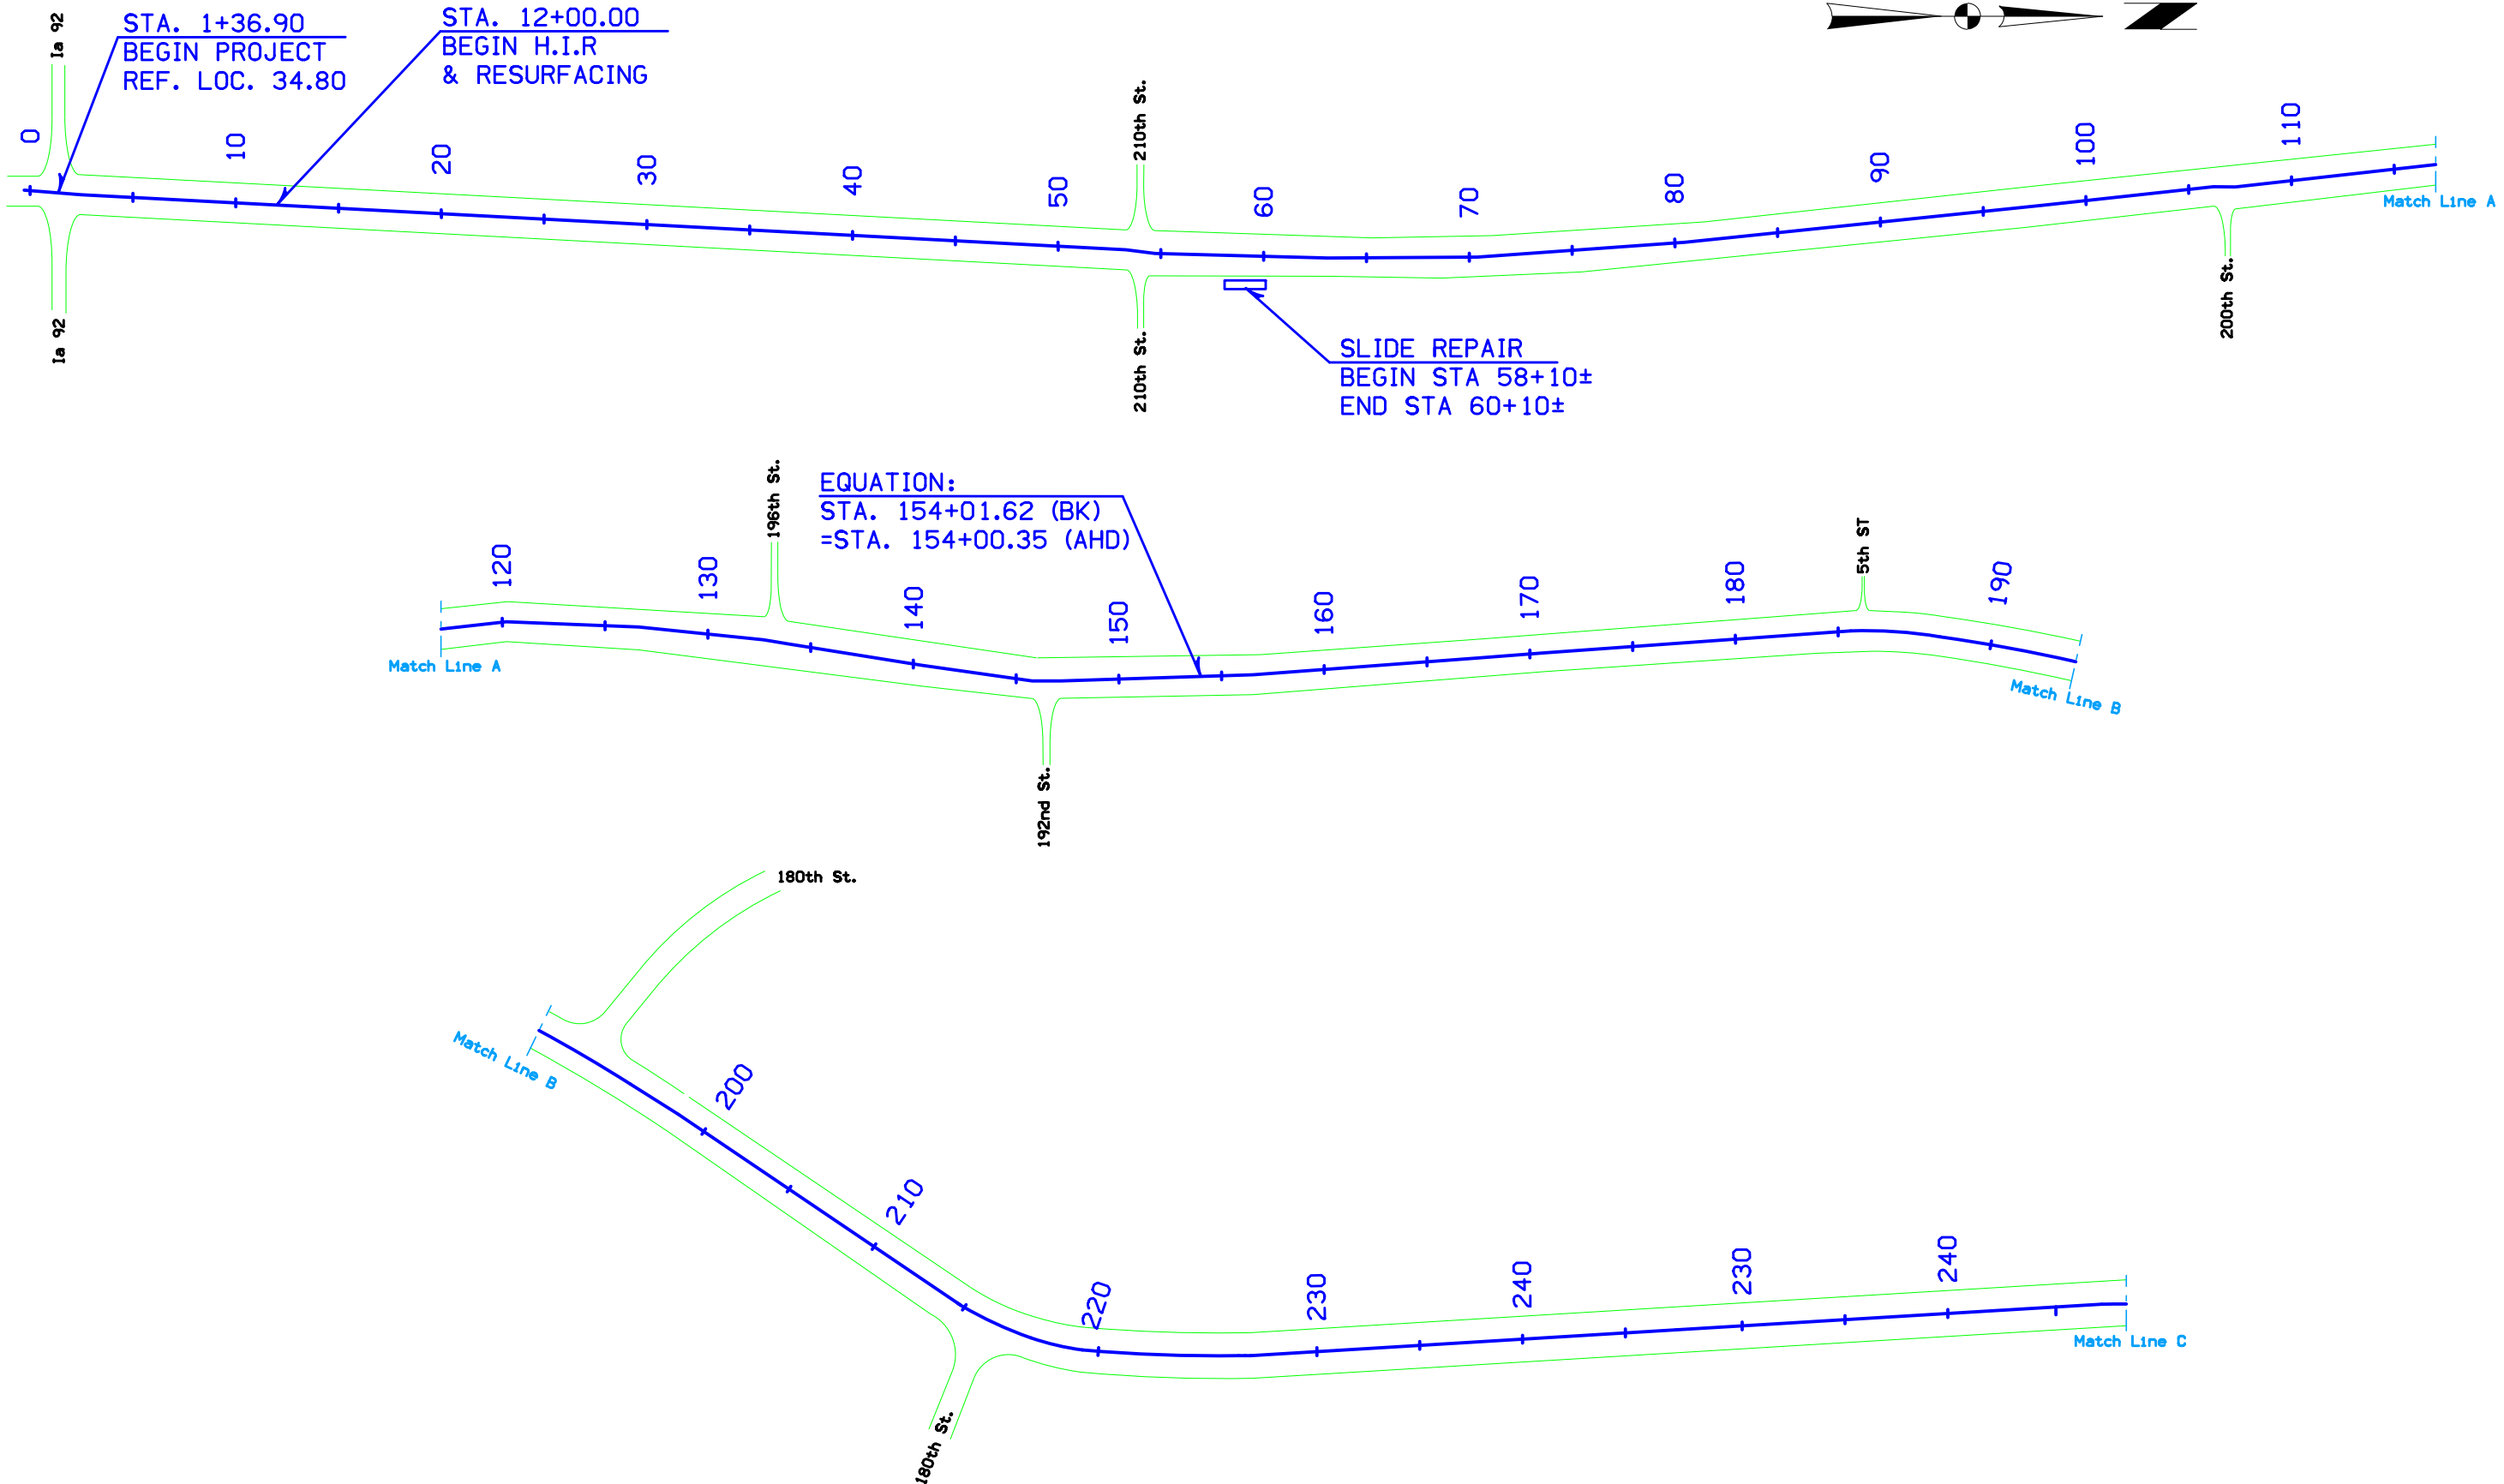 Ia 92
STA. 1+36.90
BEGIN PROJECT
REF. LOC. 34.80
STA. 12+00.00
BEGIN H.I.R
& RESURFACING
N
0
10
20
30
40
50
210th St.
60
70
80
90
100
110
Match Line A
Ia 92
210th St.
200th St.
SLIDE REPAIR
BEGIN STA 58+10±
END STA 60+10±
196th St.
EQUATION:
STA. 154+01.62 (BK)
=STA. 154+00.35 (AHD)
5th ST
120
130
140
150
160
170
180
190
Match Line A
Match Line B
192nd St.
180th St.
Match Line B
200
210
220
230
240
230
240
Match Line C
180th St.